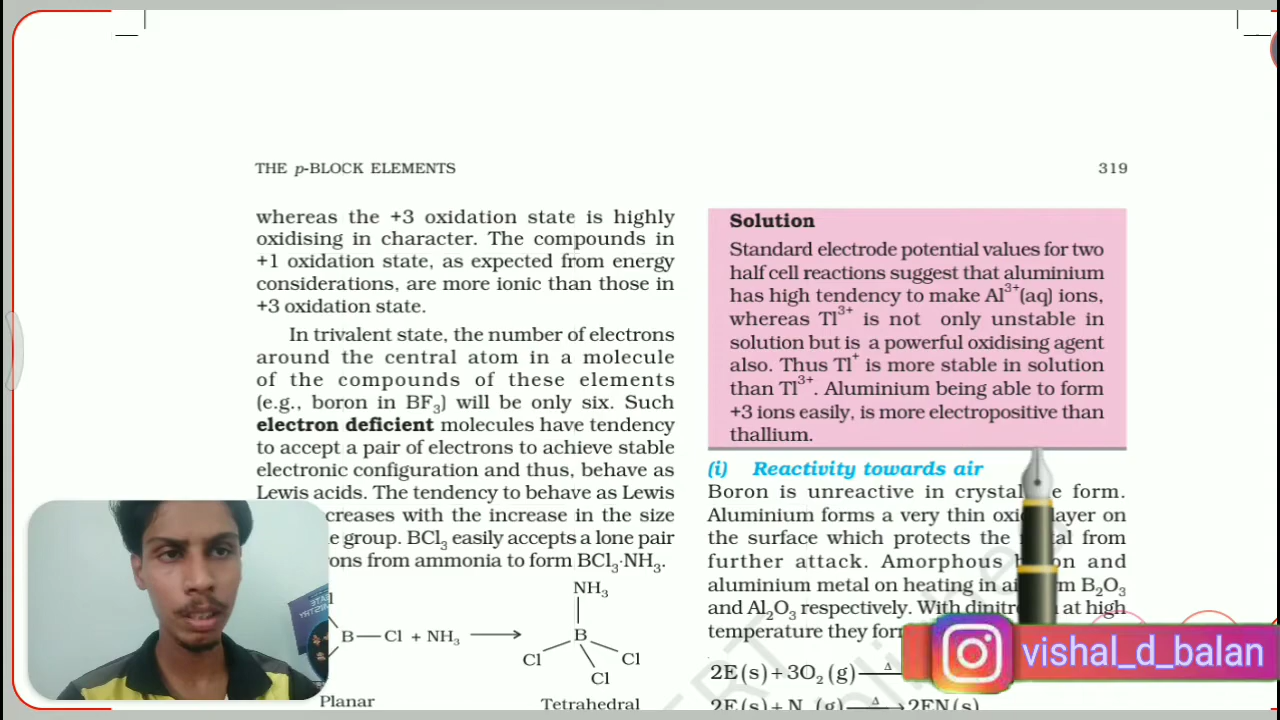 THE p-BLOCK ELEMENTS
319
whereas the +3 oxidation state is highly
oxidising in character. The compounds in
+1 oxidation state, as expected from energy
considerations, are more ionic than those in
+3 oxidation state.
In trivalent state, the number of electrons
around the central atom in a molecule
of the compounds of these elements
(e.g., boron in BF₃) will be only six. Such
electron deficient molecules have tendency
to accept a pair of electrons to achieve stable
electronic configuration and thus, behave as
Lewis acids. The tendency to behave as Lewis
with the increase in the size
group. BCl₃ easily accepts a lone pair
from ammonia to form BCl₃·NH₃.
B—Cl + NH₃ ⟶
Planar
NH₃
B
Cl
Cl
Cl
Tetrahedral
Solution
Standard electrode potential values for two
half cell reactions suggest that aluminium
has high tendency to make Al³⁺(aq) ions,
whereas Tl³⁺ is not only unstable in
solution but is a powerful oxidising agent
also. Thus Tl⁺ is more stable in solution
than Tl³⁺. Aluminium being able to form
+3 ions easily, is more electropositive than
thallium.
(i) Reactivity towards air
Boron is unreactive in form.
Aluminium forms a very thin on
the surface which protects the from
further attack. Amorphous and
aluminium metal on heating in B₂O₃
and Al₂O₃ respectively. With at high
temperature they
2E(s) + 3O₂(g) Δ
2E(s) + N (g) Δ⟶ 2EN(s)
vishal_d_balan